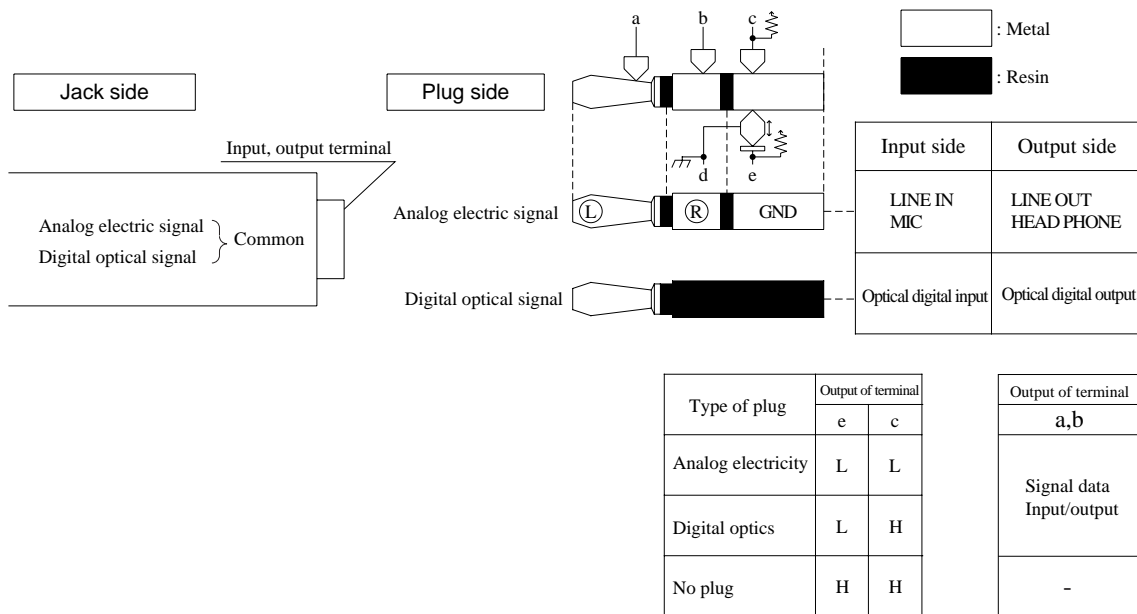 a
b
c
: Metal
: Resin
Jack side
Plug side
Input, output terminal
d
e
Input side
Output side
Analog electric signal
Digital optical signal
Common
Analog electric signal
L
R
GND
LINE IN
MIC
LINE OUT
HEAD PHONE
Digital optical signal
Optical digital input
Optical digital output
Type of plug
Output of terminal
e
c
Output of terminal
a,b
Analog electricity
L
L
Signal data
Input/output
Digital optics
L
H
No plug
H
H
-